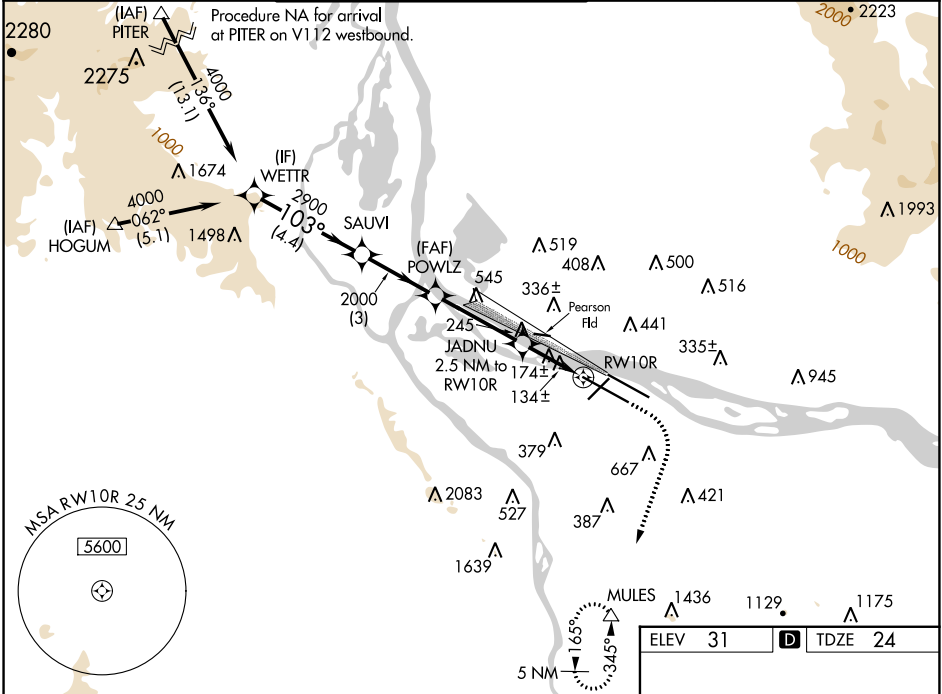 (IAF)
PITER
Procedure NA for arrival
at PITER on V112 westbound.
2280
2275
4000
136°
(13.1)
2000
2223
1000
1674
(IF)
WETTR
4000
062°
(5.1)
(IAF)
HOGUM
1498
2900
103°
(4.4)
SAUVI
2000
(3)
(FAF)
POWLZ
545
519
408
500
516
1993
1000
336±
Pearson
Fld
441
335±
945
245
JADNU
2.5 NM to
RW10R
174±
134±
RW10R
379
667
421
387
2083
527
1639
MSA RW10R 25 NM
5600
MULES
1436
1129
1175
165°
345°
5 NM
ELEV 31
D
TDZE 24